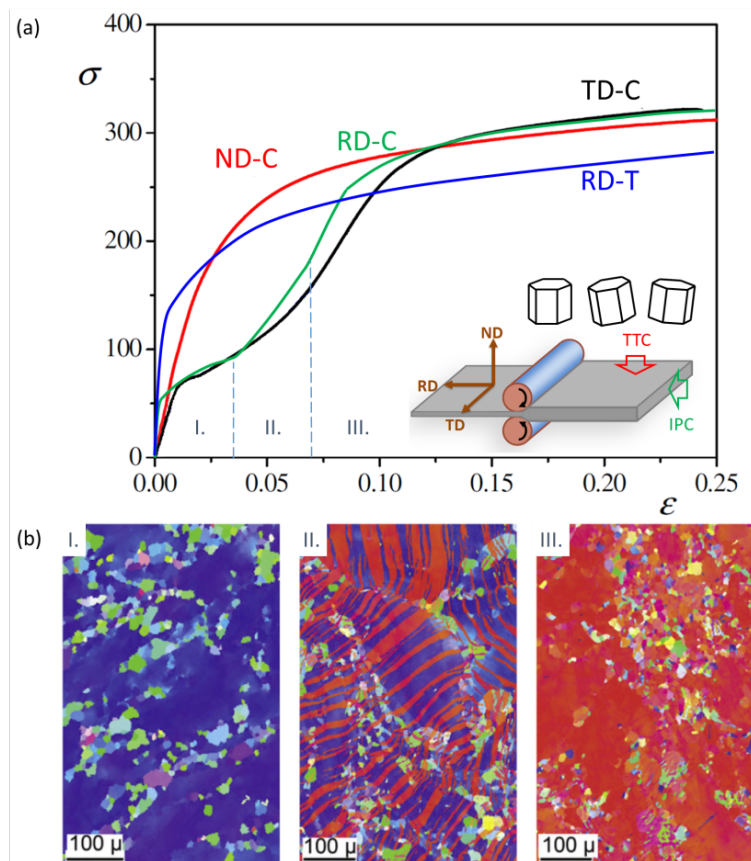 (a)
400
σ
TD-C
300
RD-C
ND-C
RD-T
200
ND
TTC
100
RD
TD
IPC
I.
II.
III.
0
0.00
0.05
0.10
0.15
0.20
0.25
ε
(b)
I.
II.
III.
100 μ
100 μ
100 μ